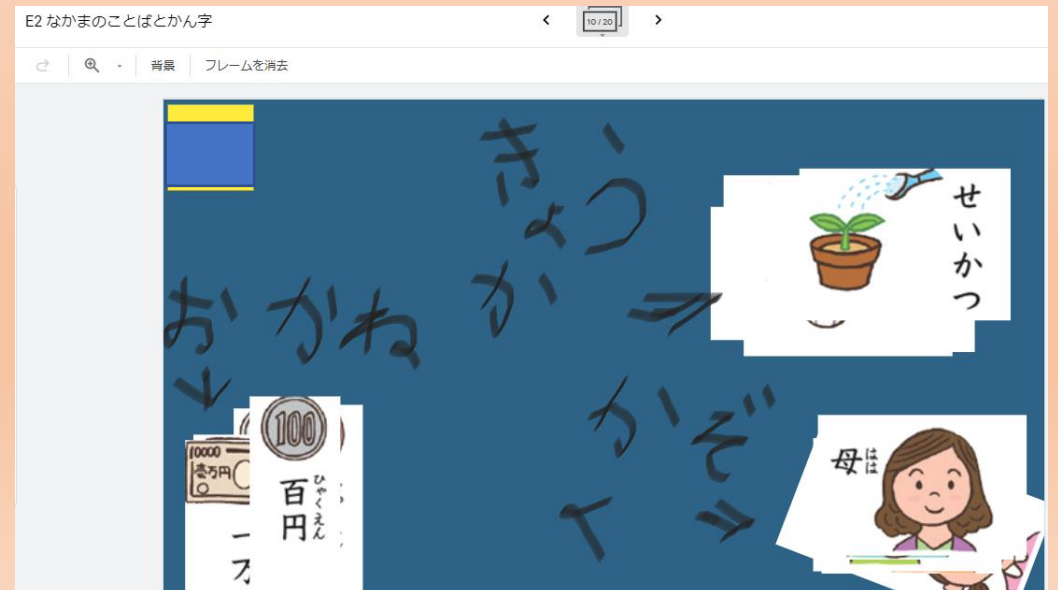 E2 なかまのことばとかん字
10 / 20
背景
フレームを消去
きょうか
せいかつ
おかね
100
百円
ひゃくえん
10000
壱万円
一万
かぞく
母
はは